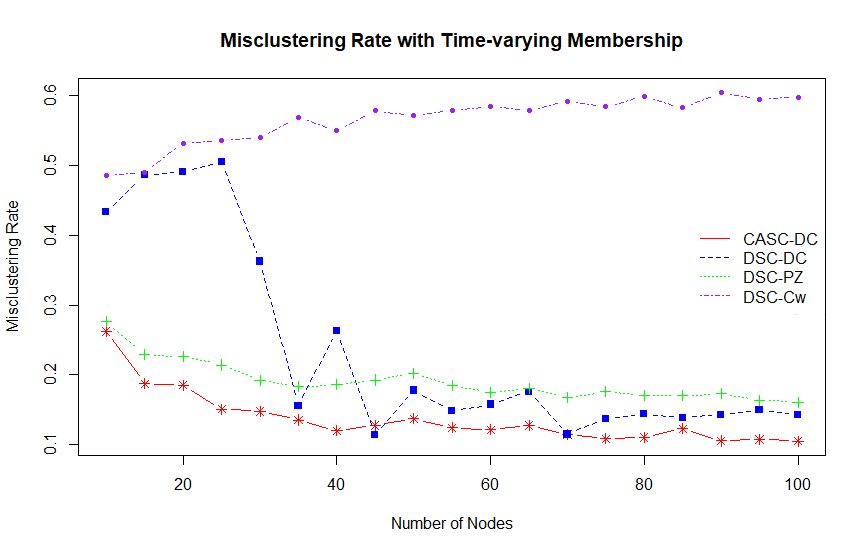 Misclustering Rate with Time-varying Membership
0.6
0.5
0.4
0.3
0.2
0.1
Misclustering Rate
CASC-DC
DSC-DC
DSC-PZ
DSC-Cw
20 40 60 80 100
Number of Nodes